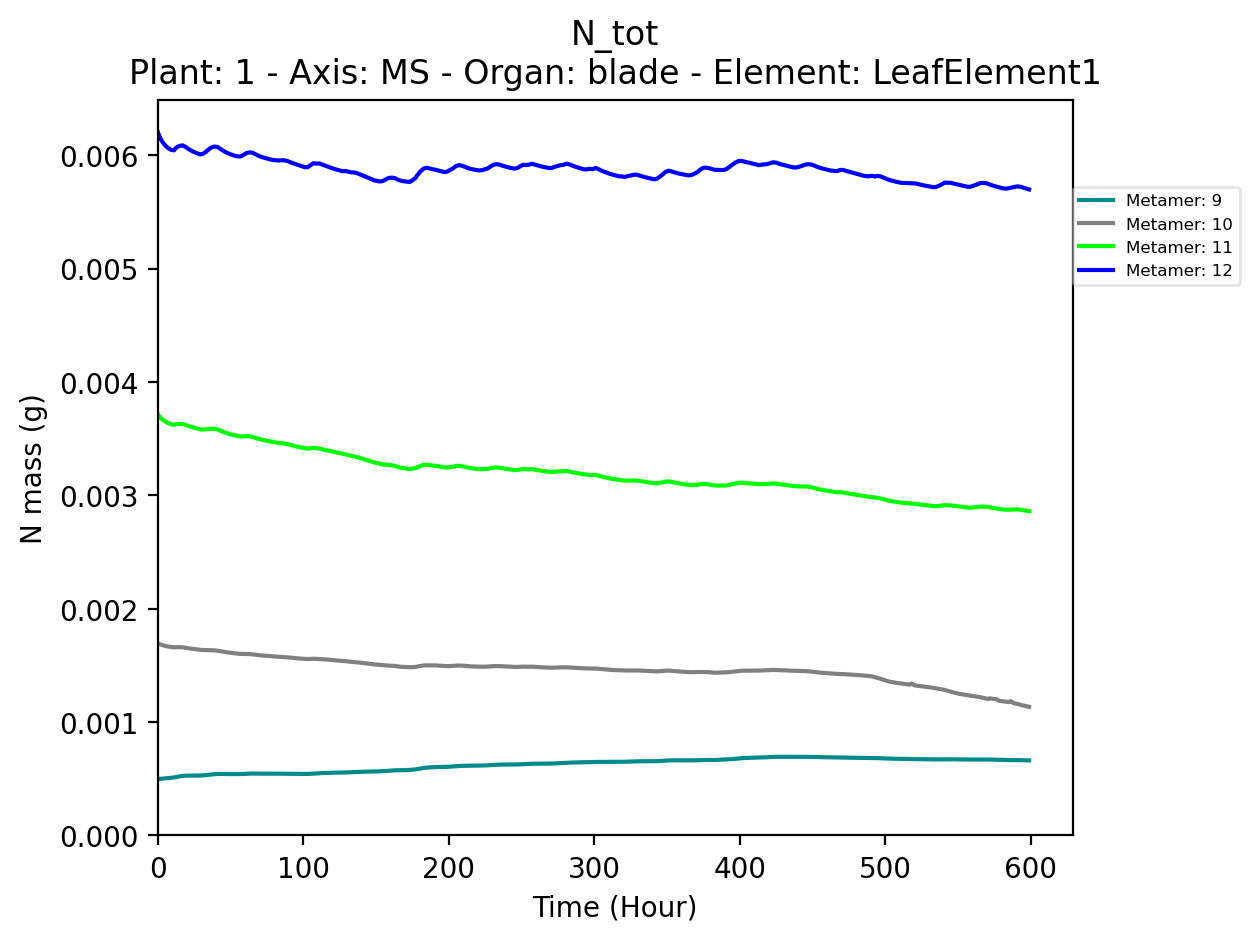 N_tot
Plant: 1 - Axis: MS - Organ: blade - Element: LeafElement1
N mass (g)
0.006
0.005
0.004
0.003
0.002
0.001
0.000
0 100 200 300 400 500 600
Time (Hour)
Metamer: 9
Metamer: 10
Metamer: 11
Metamer: 12